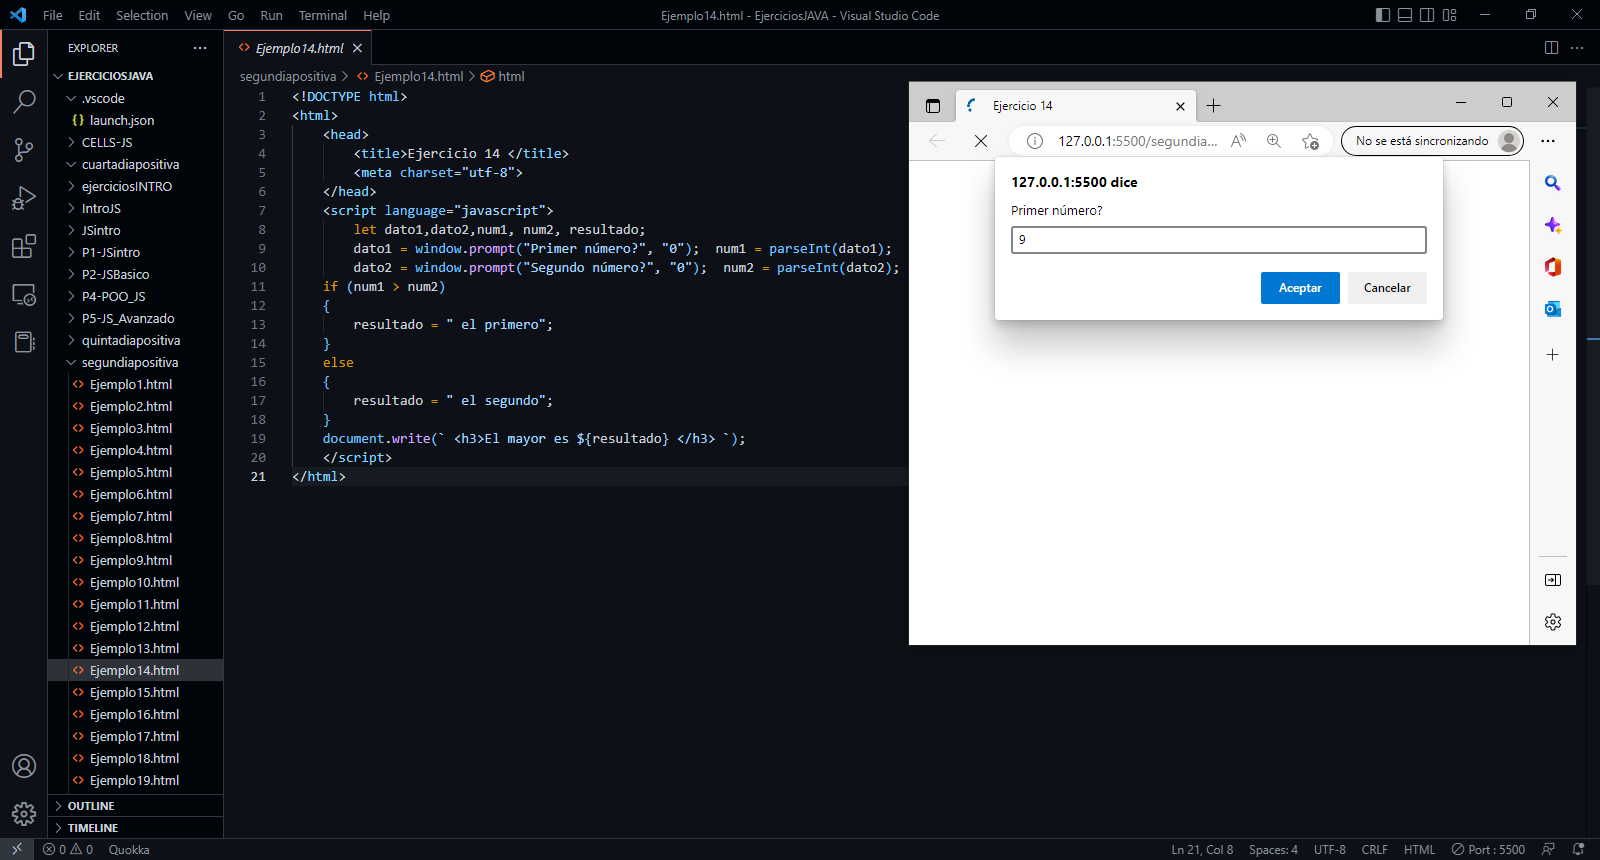 File Edit Selection View Go Run Terminal Help
Ejemplo14.html - EjerciciosJAVA - Visual Studio Code
EXPLORER
EJERCICIOSJAVA
.vscode
{} launch.json
CELLS-JS
cuartadiapositiva
ejerciciosINTRO
IntroJS
JSintro
P1-JSintro
P2-JSBasico
P4-POO_JS
P5-JS_Avanzado
quintadiapositiva
segundiapositiva
Ejemplo1.html
Ejemplo2.html
Ejemplo3.html
Ejemplo4.html
Ejemplo5.html
Ejemplo6.html
Ejemplo7.html
Ejemplo8.html
Ejemplo9.html
Ejemplo10.html
Ejemplo11.html
Ejemplo12.html
Ejemplo13.html
Ejemplo14.html
Ejemplo15.html
Ejemplo16.html
Ejemplo17.html
Ejemplo18.html
Ejemplo19.html
OUTLINE
TIMELINE
Ejemplo14.html
segundiapositiva > Ejemplo14.html > html
1 <!DOCTYPE html>
2 <html>
3 <head>
4 <title>Ejercicio 14 </title>
5 <meta charset="utf-8">
6 </head>
7 <script language="javascript">
8 let dato1,dato2,num1, num2, resultado;
9 dato1 = window.prompt("Primer número?", "0"); num1 = parseInt(dato1);
10 dato2 = window.prompt("Segundo número?", "0"); num2 = parseInt(dato2);
11 if (num1 > num2)
12 {
13 resultado = " el primero";
14 }
15 else
16 {
17 resultado = " el segundo";
18 }
19 document.write(` <h3>El mayor es ${resultado} </h3> `);
20 </script>
21 </html>
Ejercicio 14
127.0.0.1:5500/segundia...
No se está sincronizando
127.0.0.1:5500 dice
Primer número?
9
Aceptar Cancelar
0 0 Quokka
Ln 21, Col 8 Spaces: 4 UTF-8 CRLF HTML Port : 5500